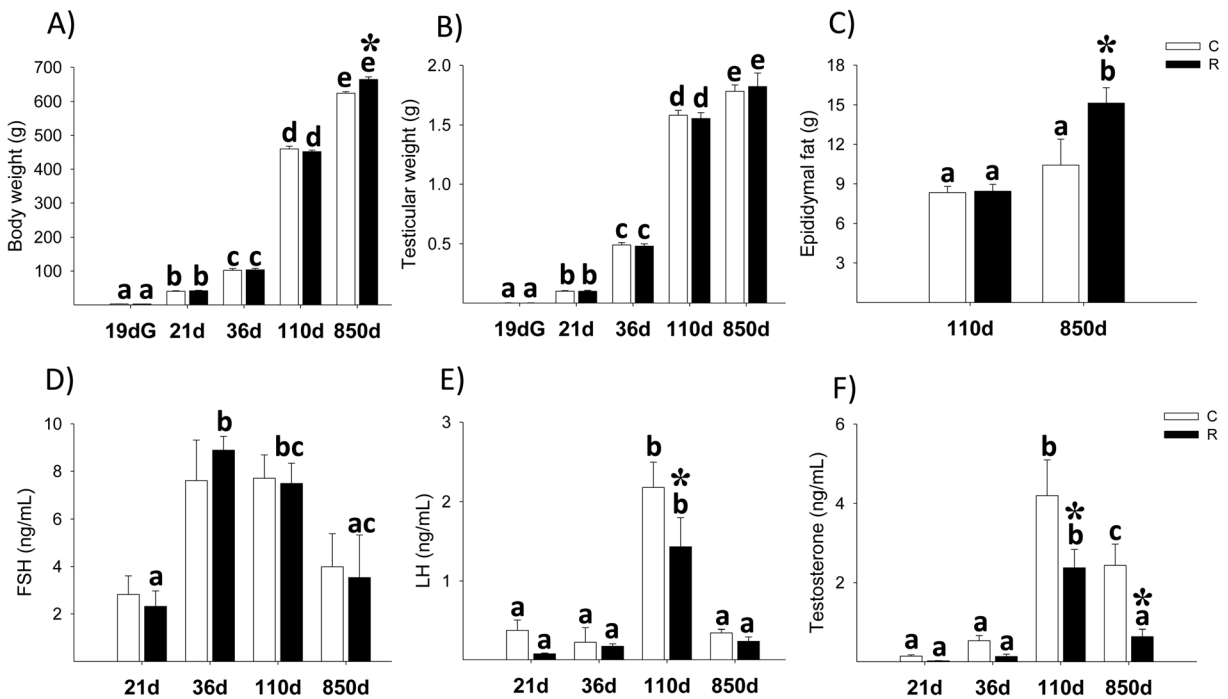 A)
Body weight (g)
700
600
500
400
300
200
100
a a
b b
c c
d d
e e *
19dG 21d 36d 110d 850d
B)
Testicular weight (g)
2.0
1.5
1.0
0.5
a a
b b
c c
d d
e e
19dG 21d 36d 110d 850d
C)
Epididymal fat (g)
18
15
12
9
6
3
a a
a b *
110d 850d
C
R
D)
FSH (ng/mL)
10
8
6
4
2
a
b
bc
ac
21d 36d 110d 850d
E)
LH (ng/mL)
3
2
1
a a
a a
b b *
a a
21d 36d 110d 850d
F)
Testosterone (ng/mL)
6
4
2
a a
a a
b b *
c a *
21d 36d 110d 850d
C
R